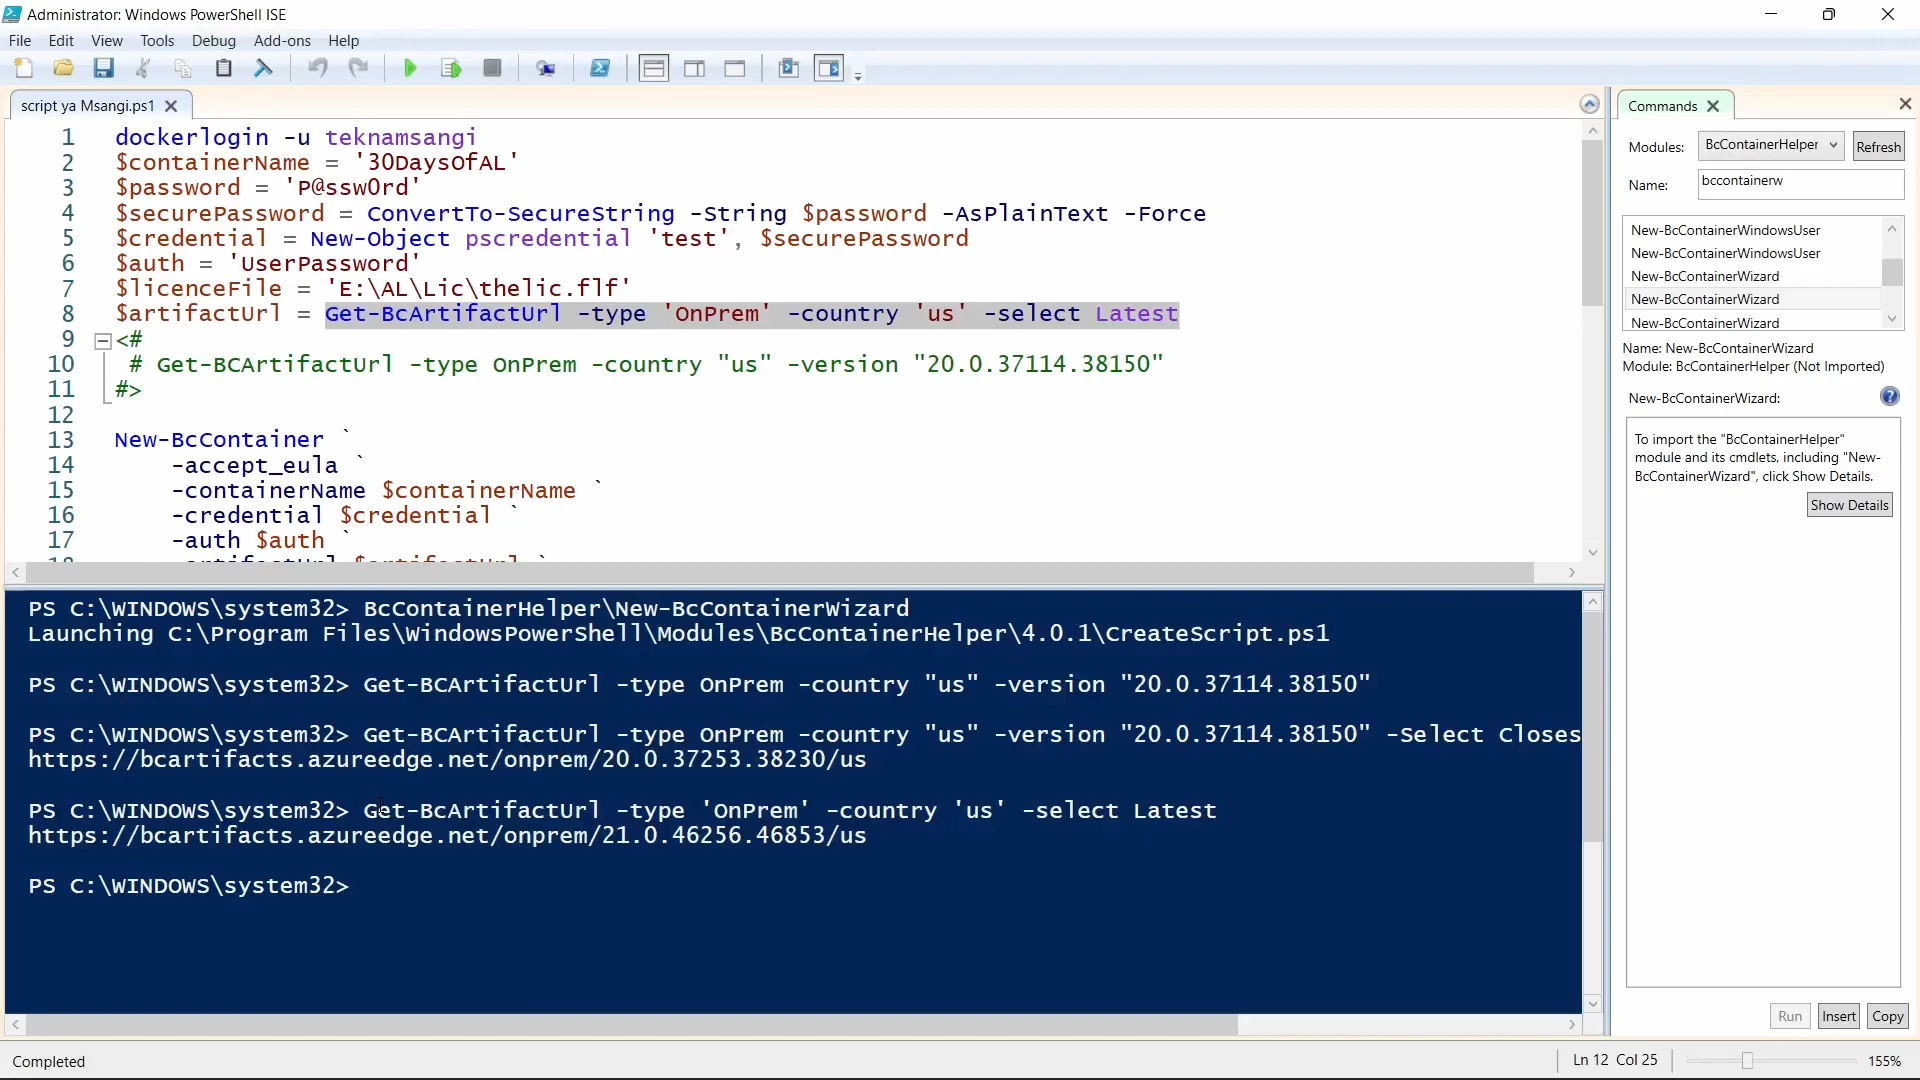 Administrator: Windows PowerShell ISE
File Edit View Tools Debug Add-ons Help
script ya Msangi.ps1
1 dockerlogin -u teknamsangi
2 $containerName = '30DaysOfAL'
3 $password = 'P@ssw0rd'
4 $securePassword = ConvertTo-SecureString -String $password -AsPlainText -Force
5 $credential = New-Object pscredential 'test', $securePassword
6 $auth = 'UserPassword'
7 $licenceFile = 'E:\AL\Lic\thelic.flf'
8 $artifactUrl = Get-BcArtifactUrl -type 'OnPrem' -country 'us' -select Latest
9 <#
10 # Get-BCArtifactUrl -type OnPrem -country "us" -version "20.0.37114.38150"
11 #>
12
13 New-BcContainer `
14 -accept_eula `
15 -containerName $containerName `
16 -credential $credential `
17 -auth $auth `
18 -artifactUrl $artifactUrl `
PS C:\WINDOWS\system32> BcContainerHelper\New-BcContainerWizard
Launching C:\Program Files\WindowsPowerShell\Modules\BcContainerHelper\4.0.1\CreateScript.ps1
PS C:\WINDOWS\system32> Get-BCArtifactUrl -type OnPrem -country "us" -version "20.0.37114.38150"
PS C:\WINDOWS\system32> Get-BCArtifactUrl -type OnPrem -country "us" -version "20.0.37114.38150" -Select Closes
https://bcartifacts.azureedge.net/onprem/20.0.37253.38230/us
PS C:\WINDOWS\system32> Get-BcArtifactUrl -type 'OnPrem' -country 'us' -select Latest
https://bcartifacts.azureedge.net/onprem/21.0.46256.46853/us
PS C:\WINDOWS\system32>
Completed
Ln 12 Col 25
155%
Commands
Modules: BcContainerHelper Refresh
Name: bccontainerw
New-BcContainerWindowsUser
New-BcContainerWindowsUser
New-BcContainerWizard
New-BcContainerWizard
New-BcContainerWizard
Name: New-BcContainerWizard
Module: BcContainerHelper (Not Imported)
New-BcContainerWizard:
To import the "BcContainerHelper"
module and its cmdlets, including "New-
BcContainerWizard", click Show Details.
Show Details
Run Insert Copy